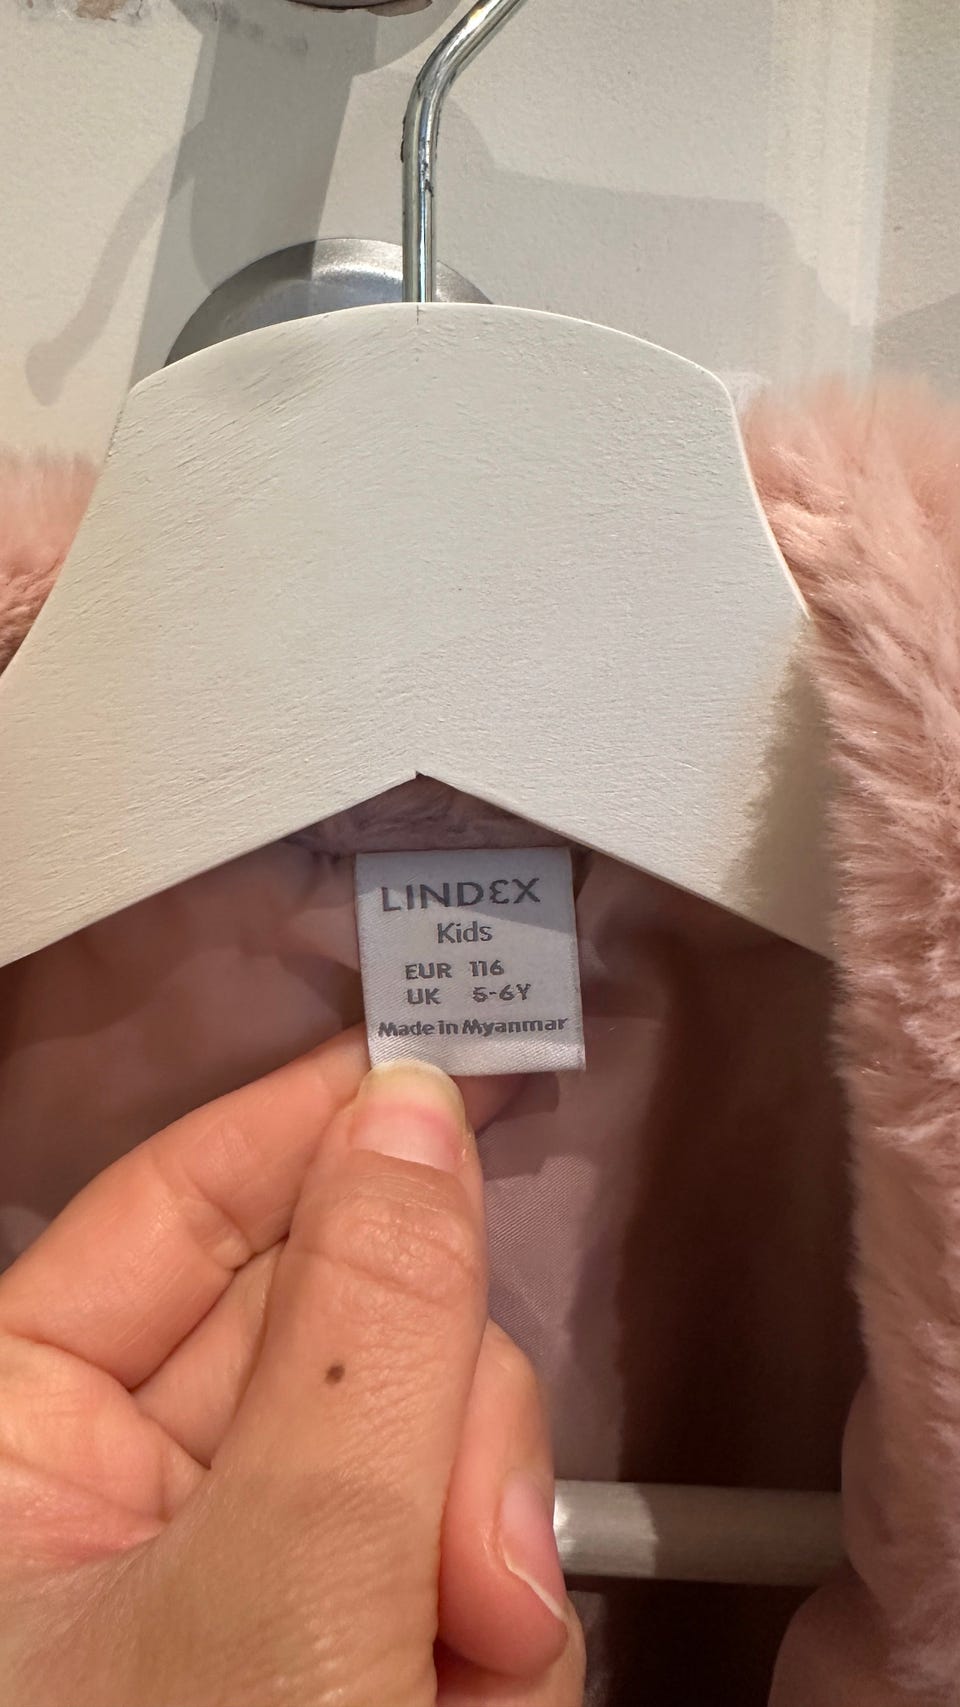 LINDEX
Kids
EUR 116
UK 5-6Y
Made in Myanmar